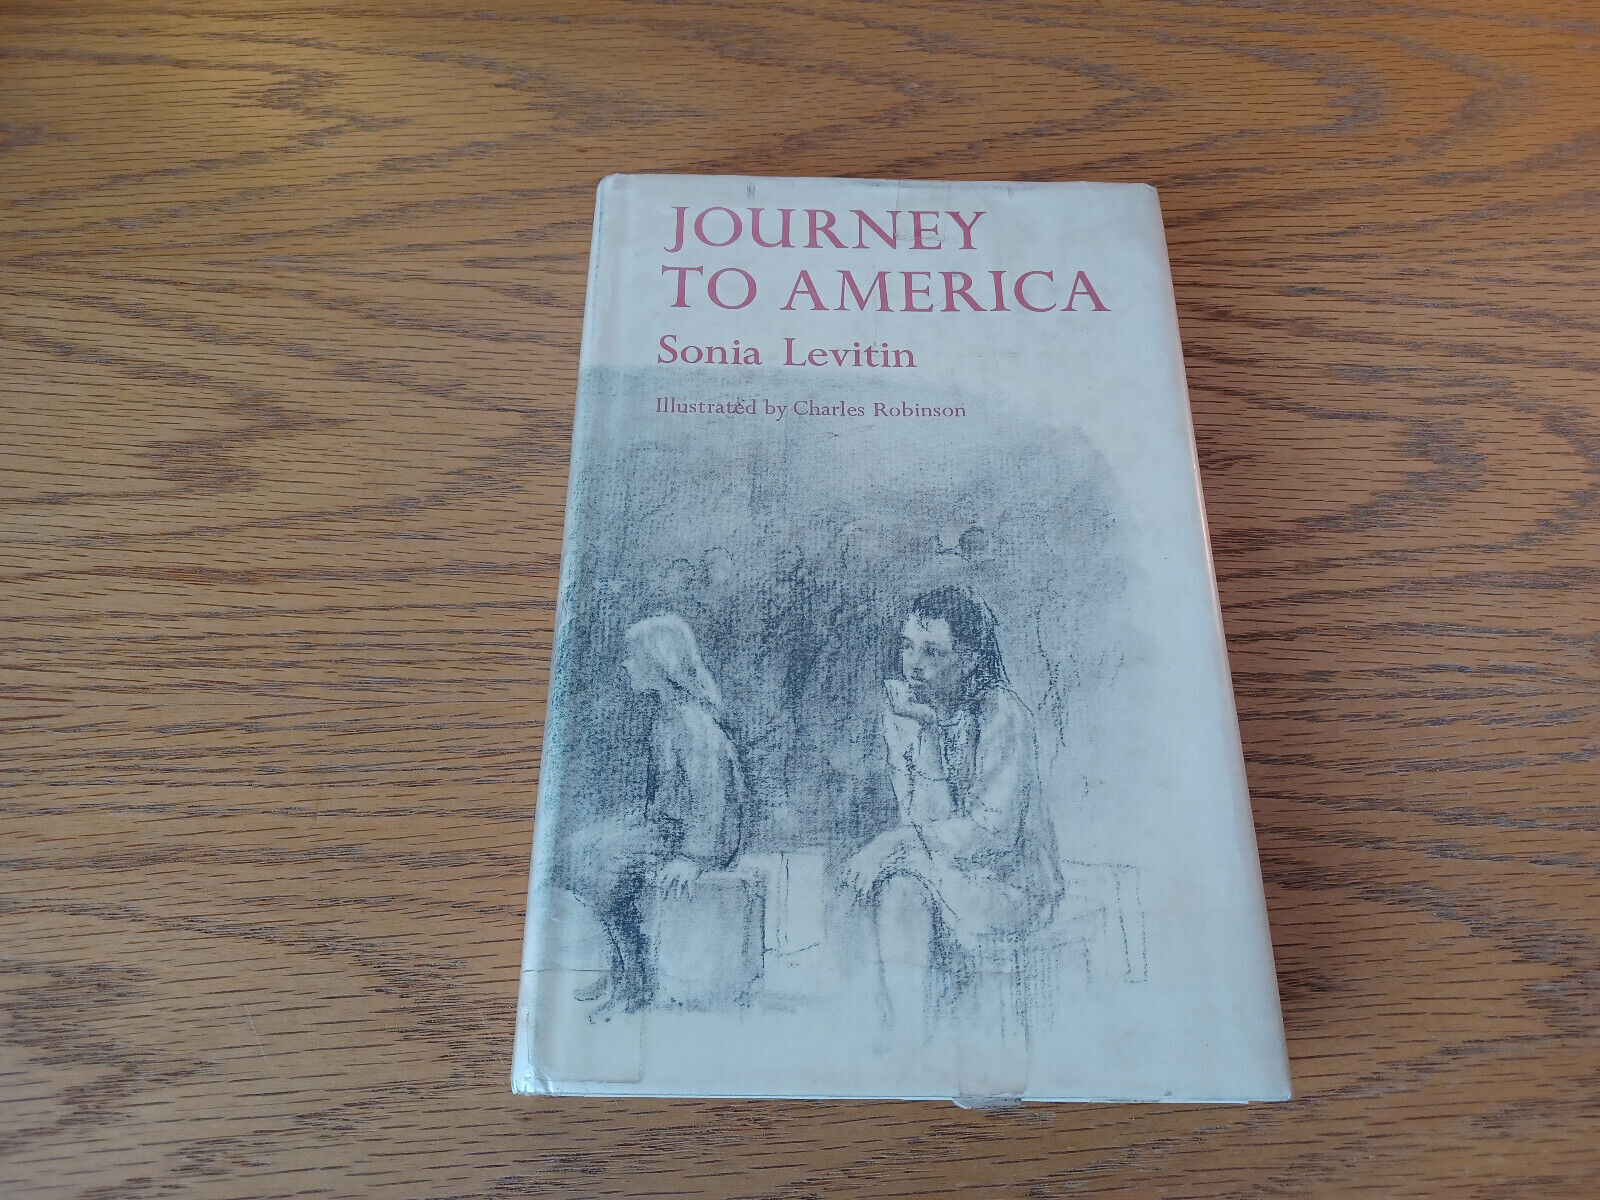 JOURNEY
TO AMERICA
Sonia Levitin
Illustrated by Charles Robinson